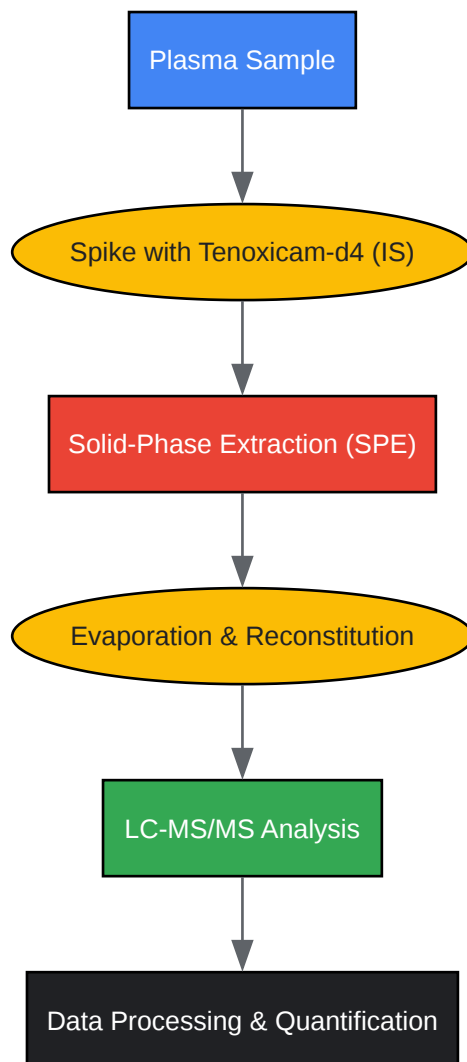 Plasma Sample
Spike with Tenoxicam-d4 (IS)
Solid-Phase Extraction (SPE)
Evaporation & Reconstitution
LC-MS/MS Analysis
Data Processing & Quantification